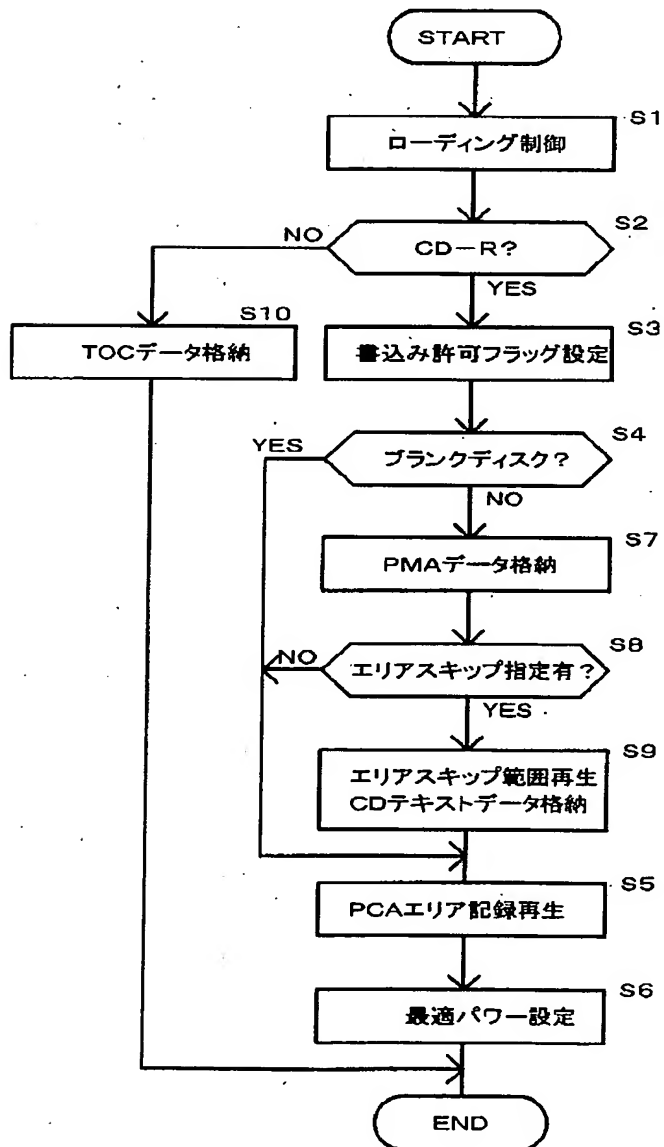 START
S1
ローディング制御
S2
NO
CD-R?
YES
S10
S3
TOCデータ格納
書込み許可フラッグ設定
S4
YES
ブランクディスク?
NO
S7
PMAデータ格納
S8
NO
エリアスキップ指定有?
YES
S9
エリアスキップ範囲再生
CDテキストデータ格納
S5
PCAエリア記録再生
S6
最適パワー設定
END